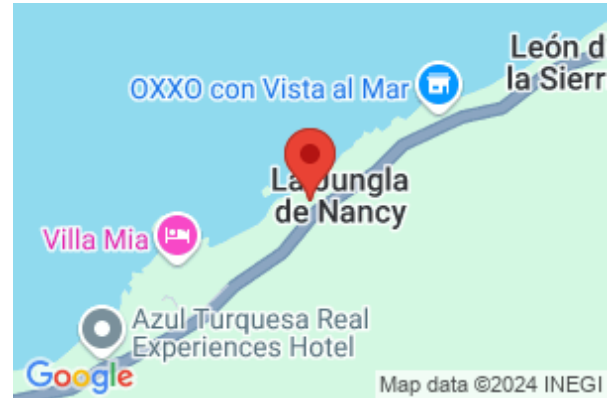 León d
la Sierr
OXXO con Vista al Mar
La Jungla
de Nancy
Villa Mia
Azul Turquesa Real
Experiences Hotel
Google
Map data ©2024 INEGI